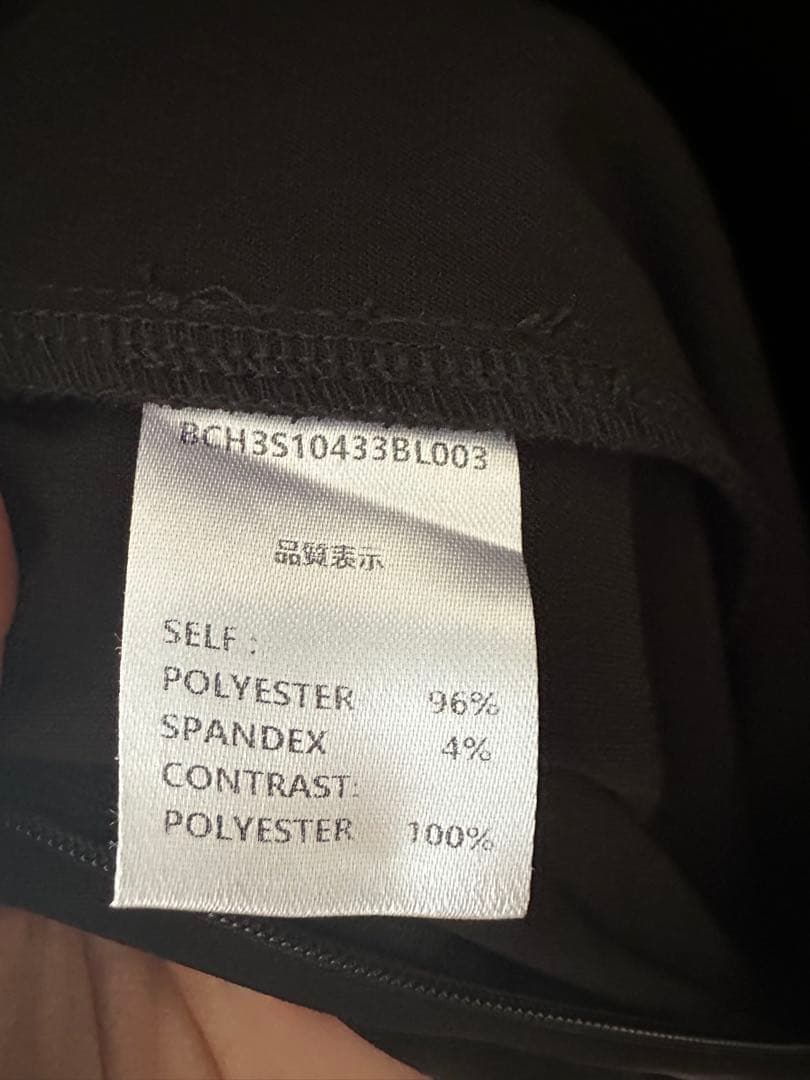 BCH3S10433BL003
品質表示
SELF :
POLYESTER 96%
SPANDEX 4%
CONTRAST:
POLYESTER 100%